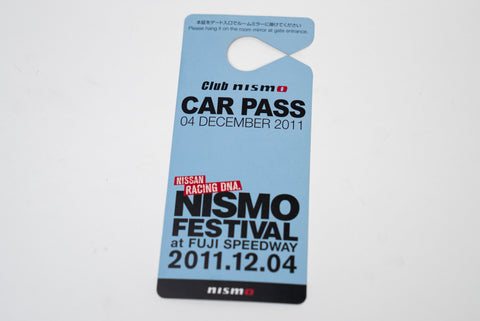 本証をゲート入口でルームミラーに掛けてください
Please hang it on the room mirror at gate entrance.
Club nismo
CAR PASS
04 DECEMBER 2011
NISSAN
RACING DNA.
NISMO
FESTIVAL
at FUJI SPEEDWAY
2011.12.04
nismo